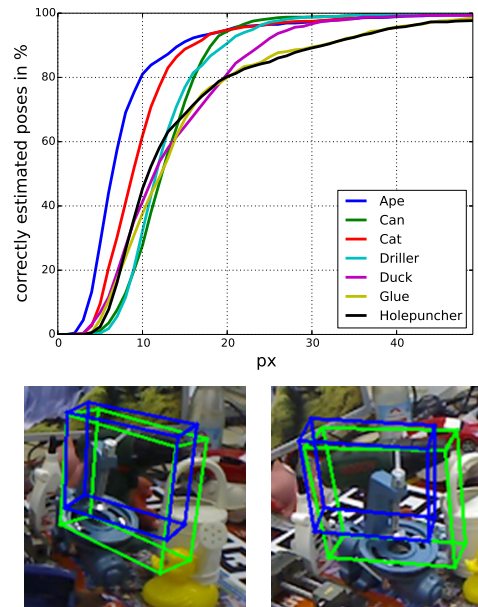 100
80
60
40
20
0
correctly estimated poses in %
Ape
Can
Cat
Driller
Duck
Glue
Holepuncher
0 10 20 30 40
px